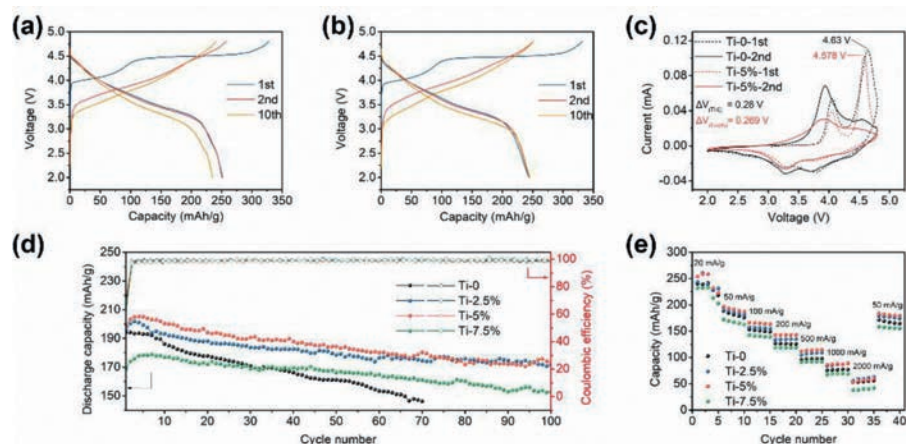 (a)
5.0
4.5
4.0
3.5
3.0
2.5
2.0
Voltage (V)
1st
2nd
10th
0 50 100 150 200 250 300 350
Capacity (mAh/g)
(b)
5.0
4.5
4.0
3.5
3.0
2.5
2.0
Voltage (V)
1st
2nd
10th
0 50 100 150 200 250 300 350
Capacity (mAh/g)
(c)
0.12
0.08
0.04
0.00
-0.04
Current (mA)
Ti-0-1st
Ti-0-2nd
Ti-5%-1st
Ti-5%-2nd
4.63 V
4.578 V
ΔV = 0.28 V
ΔV = 0.269 V
2.0 2.5 3.0 3.5 4.0 4.5 5.0
Voltage (V)
(d)
250
230
210
190
170
150
Discharge capacity (mAh/g)
Ti-0
Ti-2.5%
Ti-5%
Ti-7.5%
100
80
60
40
20
0
Coulombic efficiency (%)
0 10 20 30 40 50 60 70 80 90 100
Cycle number
(e)
300
250
200
150
100
50
0
Capacity (mAh/g)
20 mA/g
50 mA/g
100 mA/g
200 mA/g
500 mA/g
1000 mA/g
2000 mA/g
50 mA/g
Ti-0
Ti-2.5%
Ti-5%
Ti-7.5%
0 5 10 15 20 25 30 35 40
Cycle number